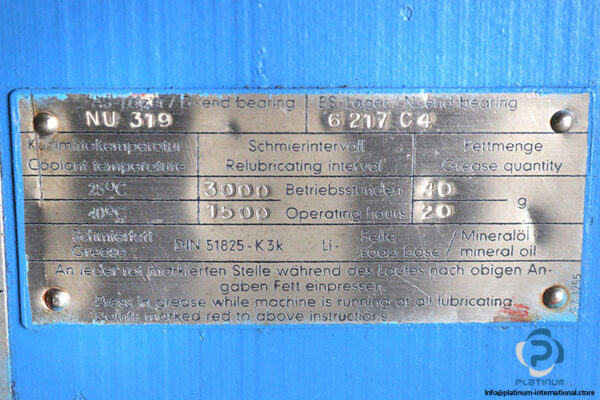 AS-Lager / D-end bearing BS-Lager / N-end bearing
NU 319 6217 C4
Kühlmitteltemperatur Schmierintervall Fettmenge
Coolant temperature Relubricating interval Grease quantity
25°C 3000 Betriebsstunden 40 g
40°C 1500 Operating hours 20
Schmierfett DIN 51825-K3k Li- Seife / Mineralöl
Grease soap base / mineral oil
An jeder rot markierten Stelle während des Laufes nach obigen An-
gaben Fett einpressen.
Press in grease while machine is running at all lubricating
points marked red to above instructions.
PLATINUM
Info@platinum-international.store